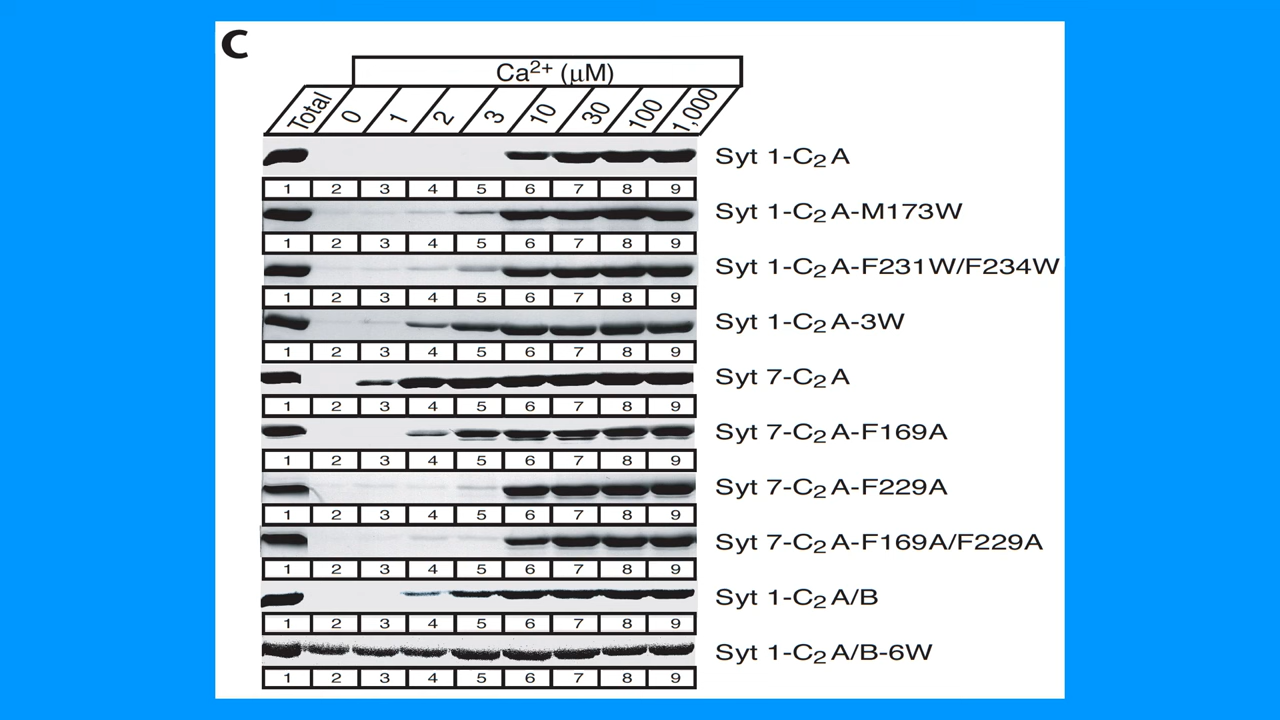 C
Ca2+ (μM)
Total 0 1 2 3 10 30 100 1,000
Syt 1-C2A
1 2 3 4 5 6 7 8 9
Syt 1-C2A-M173W
1 2 3 4 5 6 7 8 9
Syt 1-C2A-F231W/F234W
1 2 3 4 5 6 7 8 9
Syt 1-C2A-3W
1 2 3 4 5 6 7 8 9
Syt 7-C2A
1 2 3 4 5 6 7 8 9
Syt 7-C2A-F169A
1 2 3 4 5 6 7 8 9
Syt 7-C2A-F229A
1 2 3 4 5 6 7 8 9
Syt 7-C2A-F169A/F229A
1 2 3 4 5 6 7 8 9
Syt 1-C2A/B
1 2 3 4 5 6 7 8 9
Syt 1-C2A/B-6W
1 2 3 4 5 6 7 8 9